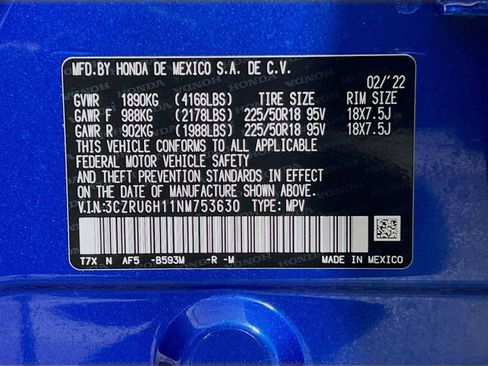 MFD.BY HONDA DE MEXICO S.A. DE C.V.
02/'22
GVWR 1890KG (4166LBS) TIRE SIZE RIM SIZE
GAWR F 988KG (2178LBS) 225/50R18 95V 18X7.5J
GAWR R 902KG (1988LBS) 225/50R18 95V 18X7.5J
THIS VEHICLE CONFORMS TO ALL APPLICABLE
FEDERAL MOTOR VEHICLE SAFETY
AND THEFT PREVENTION STANDARDS IN EFFECT
ON THE DATE OF MANUFACTURE SHOWN ABOVE.
V.I.N:3CZRU6H11NM753630 TYPE: MPV
T7X N AF5 -B593M -R -M MADE IN MEXICO